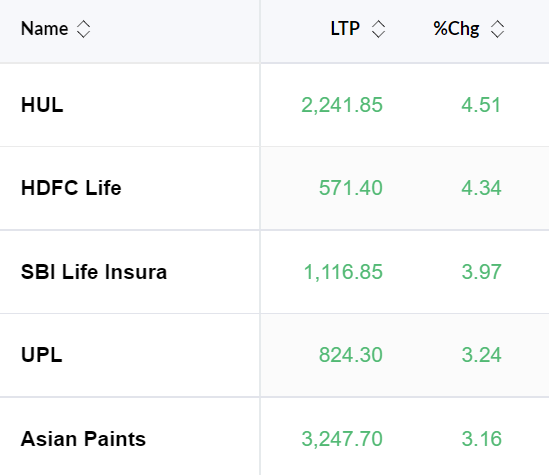 Name LTP %Chg
HUL 2,241.85 4.51
HDFC Life 571.40 4.34
SBI Life Insura 1,116.85 3.97
UPL 824.30 3.24
Asian Paints 3,247.70 3.16